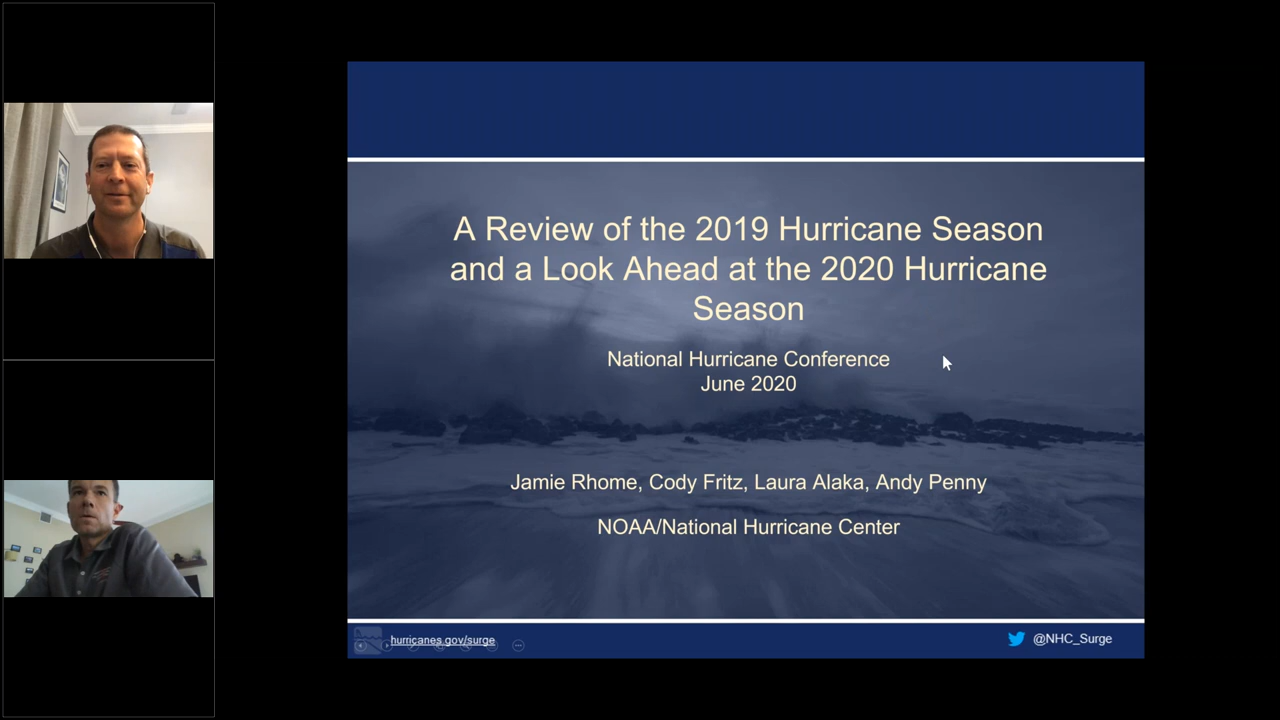 A Review of the 2019 Hurricane Season
and a Look Ahead at the 2020 Hurricane
Season
National Hurricane Conference
June 2020
Jamie Rhome, Cody Fritz, Laura Alaka, Andy Penny
NOAA/National Hurricane Center
hurricanes.gov/surge
@NHC_Surge